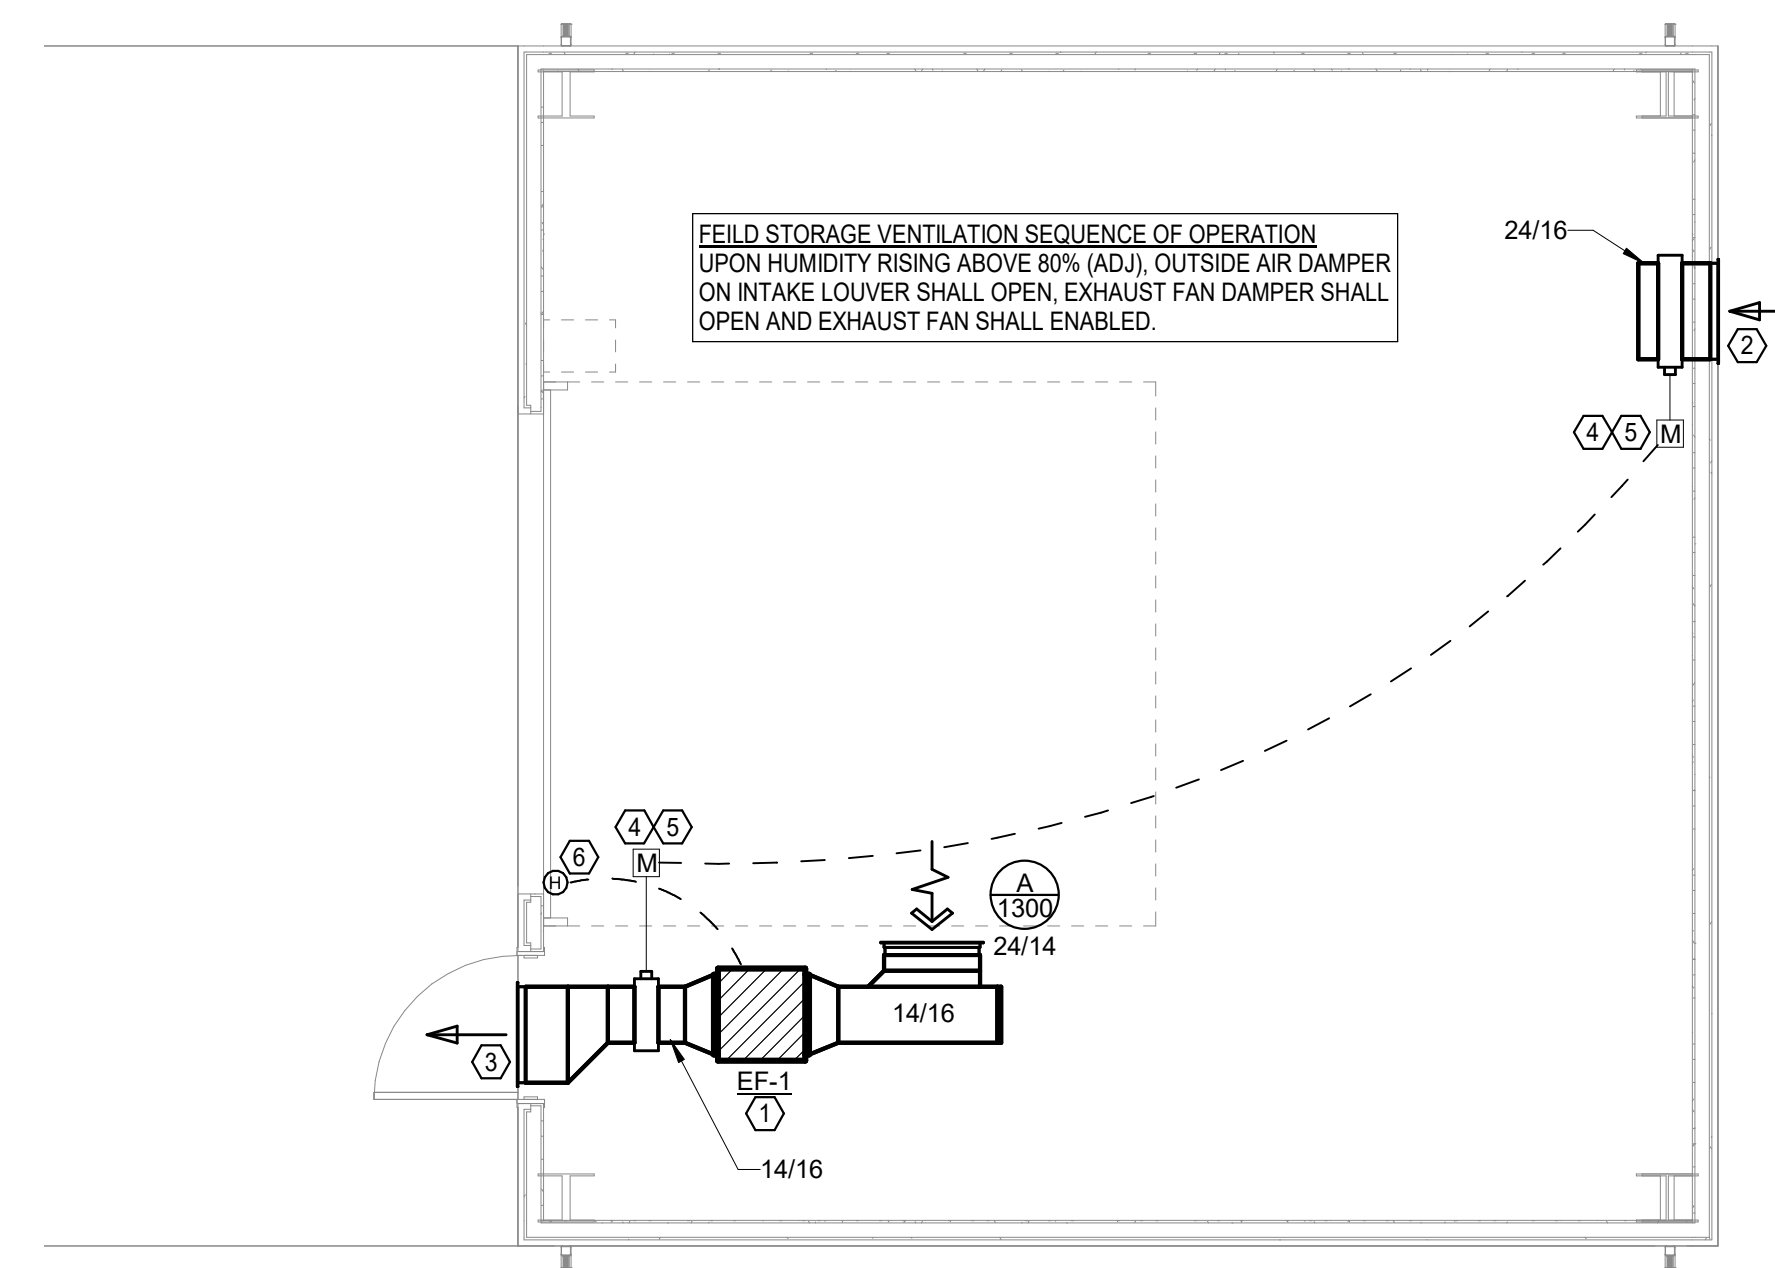 FEILD STORAGE VENTILATION SEQUENCE OF OPERATION
UPON HUMIDITY RISING ABOVE 80% (ADJ), OUTSIDE AIR DAMPER
ON INTAKE LOUVER SHALL OPEN, EXHAUST FAN DAMPER SHALL
OPEN AND EXHAUST FAN SHALL ENABLED.
24/16
2
4 5 M
4 5
6
M
H
A
1300
24/14
14/16
3
EF-1
1
14/16